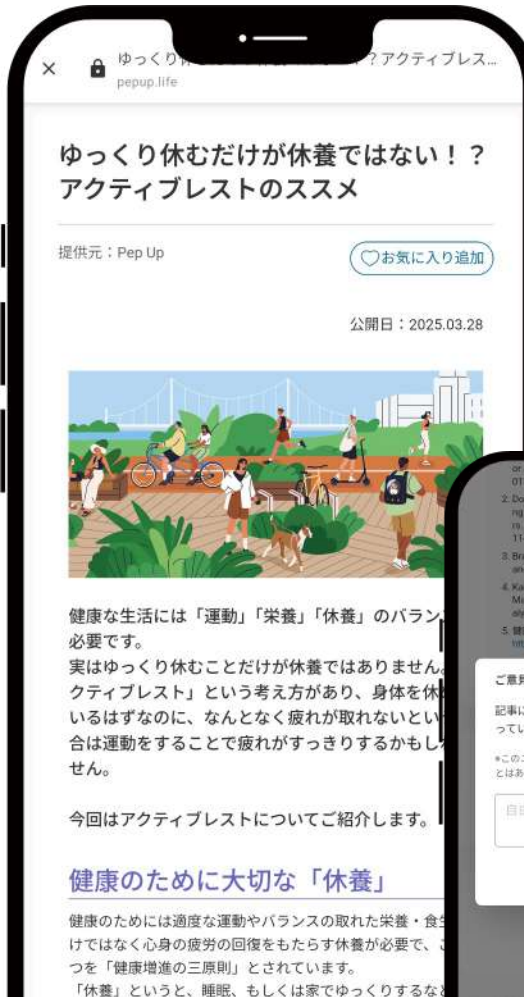 ゆっくり
？アクティブレス...
pepup.life
ゆっくり休むだけが休養ではない！？
アクティブレストのススメ
提供元：Pep Up
お気に入り追加
公開日：2025.03.28
健康な生活には「運動」「栄養」「休養」のバラン
必要です。
実はゆっくり休むことだけが休養ではありません
クティブレスト」という考え方があり、身体を休
いるはずなのに、なんとなく疲れが取れないとい
合は運動をすることで疲れがすっきりするかもし
せん。
今回はアクティブレストについてご紹介します。
健康のために大切な「休養」
健康のためには適度な運動やバランスの取れた栄養・食
けではなく心身の疲労の回復をもたらす休養が必要で、
つを「健康増進の三原則」とされています。
「休養」というと、睡眠、もしくは家でゆっくりするな
ご意
記事に
ってい
とはあ